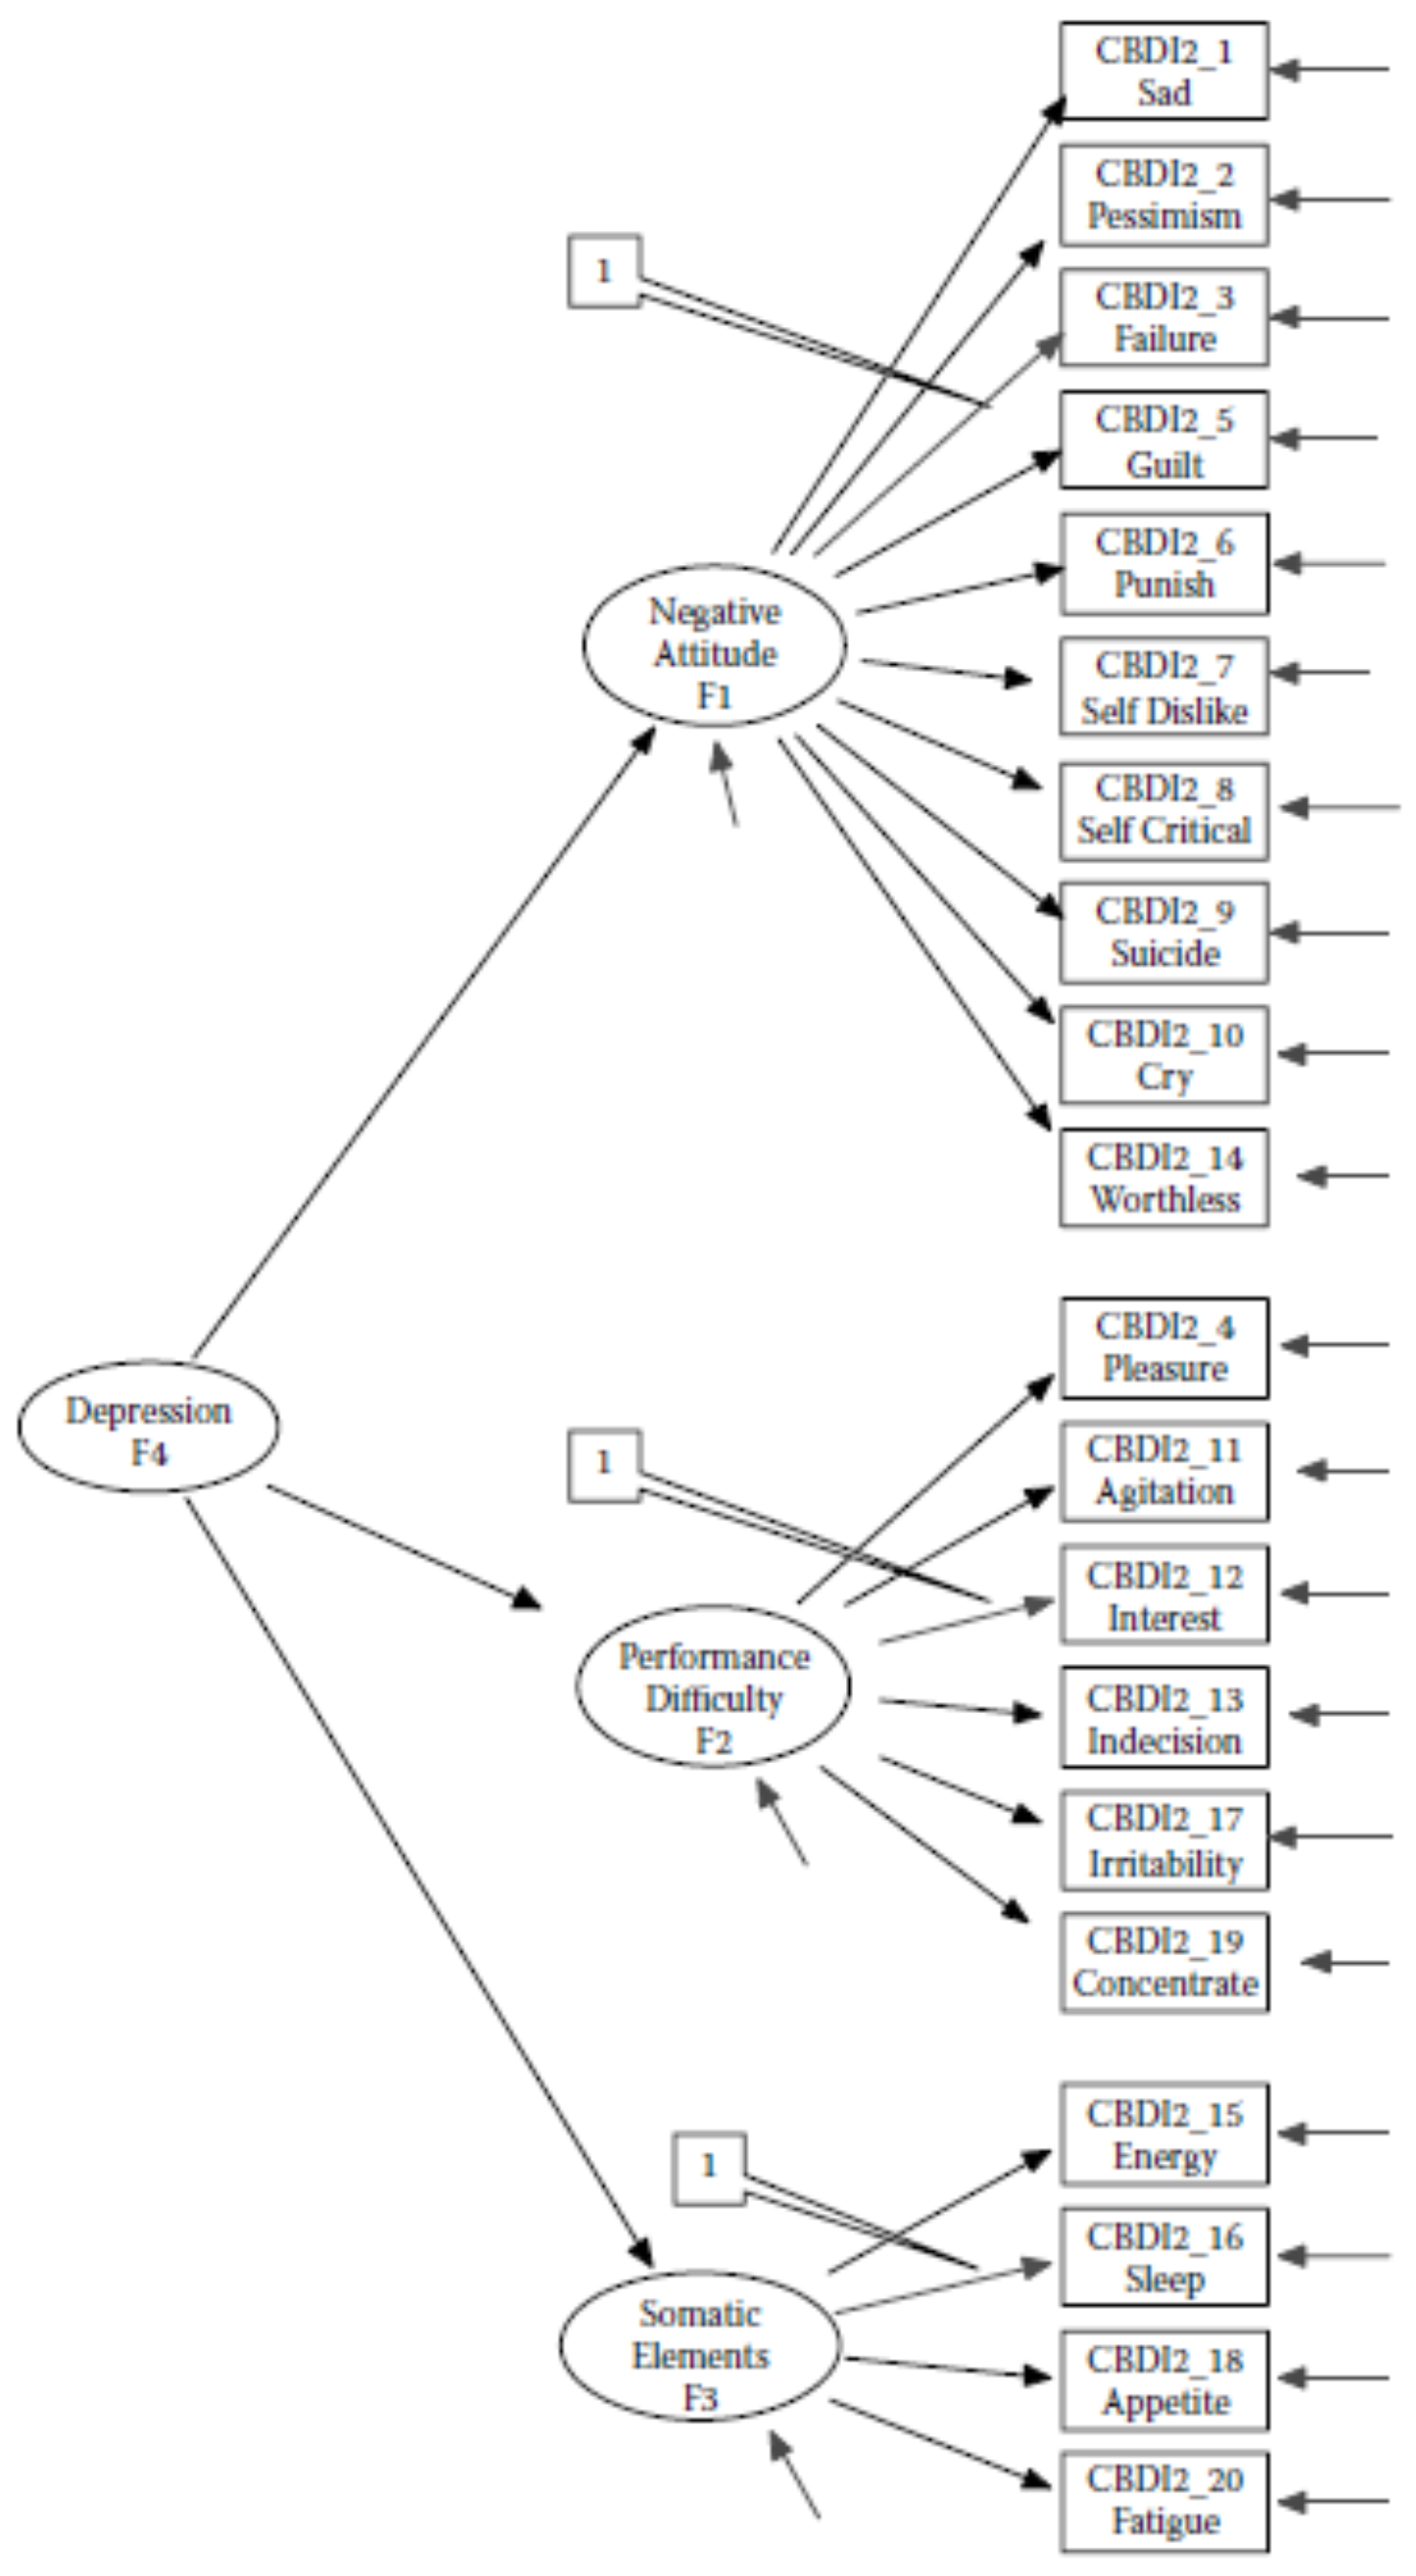 CBDI2_1
Sad
CBDI2_2
Pessimism
1
CBDI2_3
Failure
CBDI2_5
Guilt
CBDI2_6
Punish
Negative
Attitude
F1
CBDI2_7
Self Dislike
CBDI2_8
Self Critical
CBDI2_9
Suicide
CBDI2_10
Cry
CBDI2_14
Worthless
CBDI2_4
Pleasure
Depression
F4
CBDI2_11
Agitation
1
CBDI2_12
Interest
Performance
Difficulty
F2
CBDI2_13
Indecision
CBDI2_17
Irritability
CBDI2_19
Concentrate
CBDI2_15
Energy
1
CBDI2_16
Sleep
Somatic
Elements
F3
CBDI2_18
Appetite
CBDI2_20
Fatigue